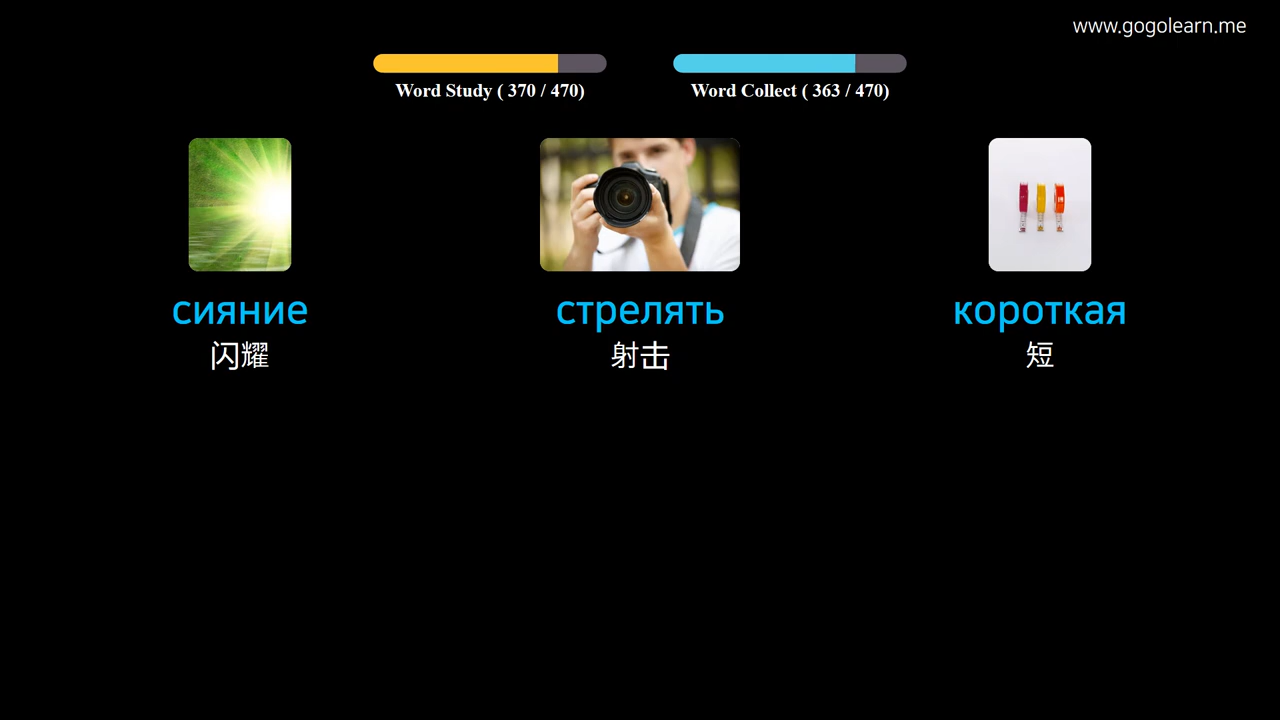 www.gogolearn.me
Word Study ( 370 / 470)
Word Collect ( 363 / 470)
сияние
闪耀
стрелять
射击
короткая
短